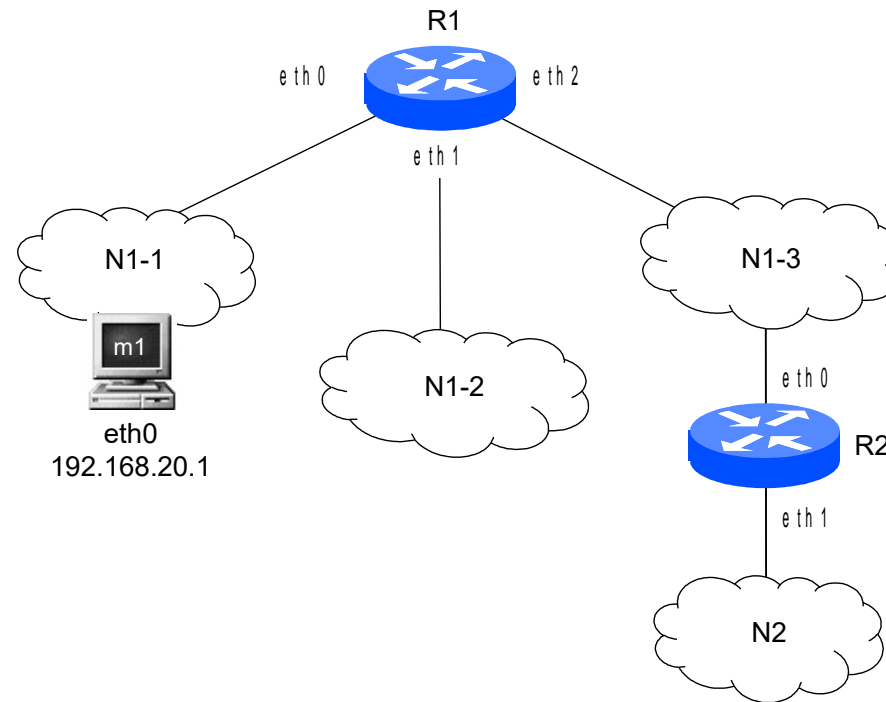 R1
eth0
eth2
eth1
N1-1
N1-3
m1
N1-2
eth0
eth0
192.168.20.1
R2
eth1
N2